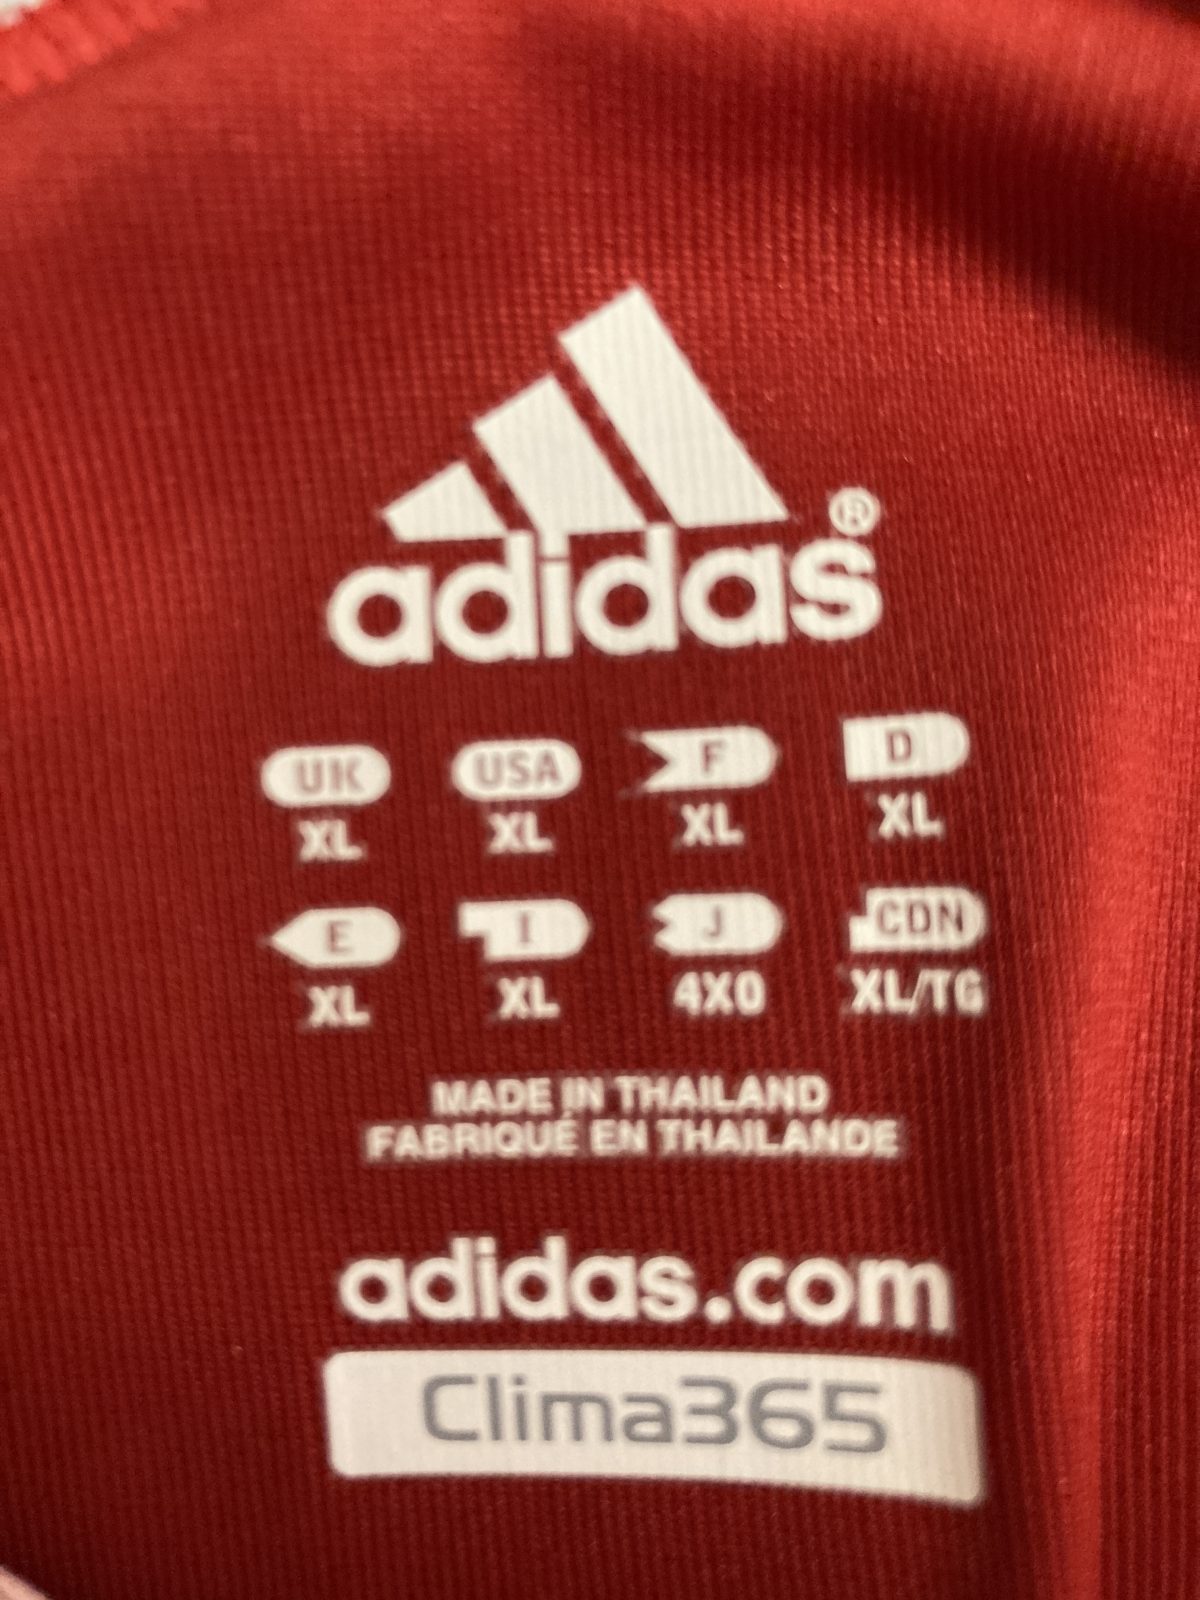 adidas®
UK USA F D
XL XL XL XL
E I J CDN
XL XL 4XO XL/TG
MADE IN THAILAND
FABRIQUÉ EN THAILANDE
adidas.com
Clima365